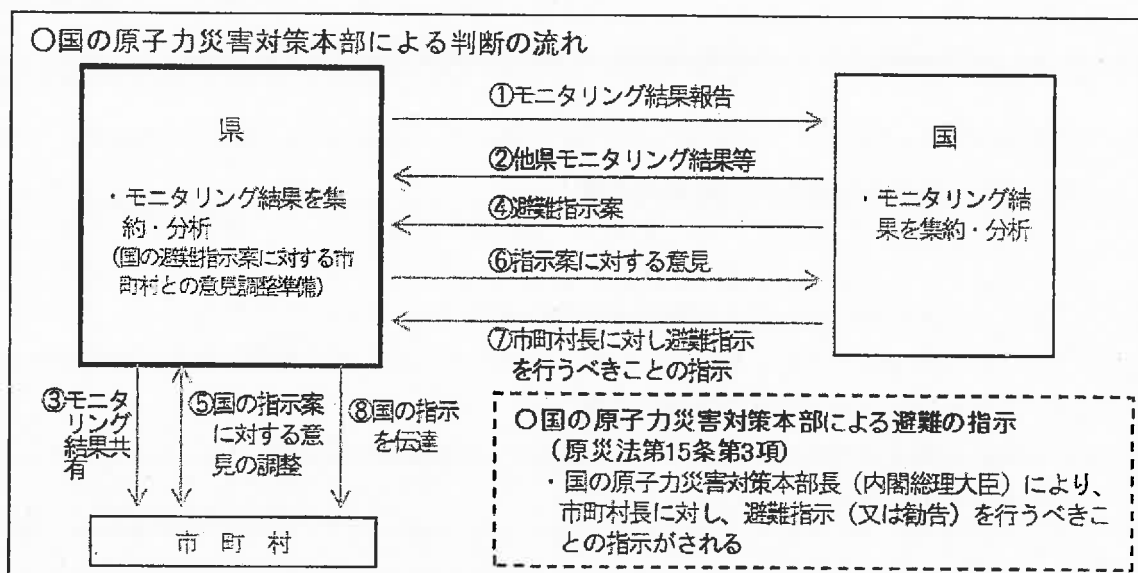 〇国の原子力災害対策本部による判断の流れ
県
・モニタリング結果を集
約・分析
(国の避難指示案に対する市
町村との意見調整準備)
①モニタリング結果報告
②他県モニタリング結果等
④避難指示案
⑥指示案に対する意見
⑦市町村長に対し避難指示
を行うべきことの指示
国
・モニタリング結
果を集約・分析
③モニタ
リング
結果共
有
⑤国の指示案
に対する意
見の調整
⑧国の指示
を伝達
市 町 村
〇国の原子力災害対策本部による避難の指示
(原災法第15条第3項)
・国の原子力災害対策本部長(内閣総理大臣)により、
市町村長に対し、避難指示(又は勧告)を行うべきこ
との指示がされる